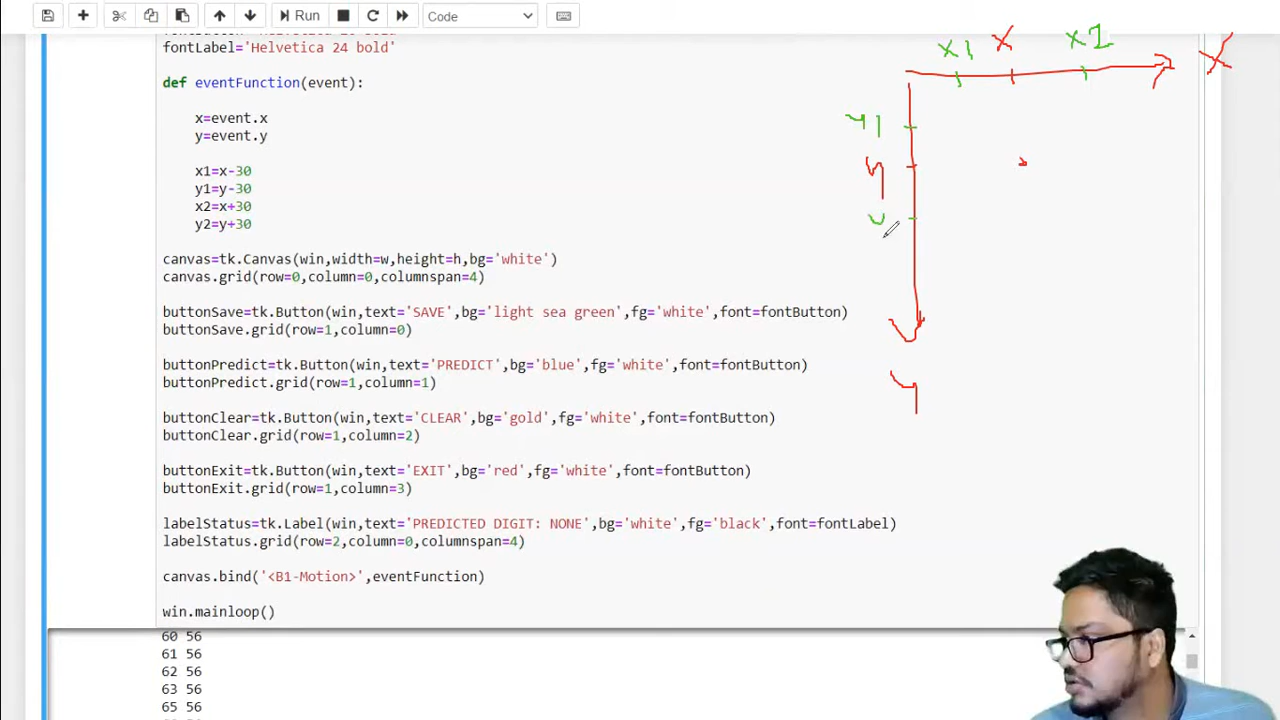 Run
Code
fontLabel='Helvetica 24 bold'
x1 x x2
X
def eventFunction(event):
x=event.x
y1
y=event.y
y
x1=x-30
y1=y-30
x2=x+30
y2=y+30
canvas=tk.Canvas(win,width=w,height=h,bg='white')
canvas.grid(row=0,column=0,columnspan=4)
buttonSave=tk.Button(win,text='SAVE',bg='light sea green',fg='white',font=fontButton)
buttonSave.grid(row=1,column=0)
buttonPredict=tk.Button(win,text='PREDICT',bg='blue',fg='white',font=fontButton)
buttonPredict.grid(row=1,column=1)
y
buttonClear=tk.Button(win,text='CLEAR',bg='gold',fg='white',font=fontButton)
buttonClear.grid(row=1,column=2)
buttonExit=tk.Button(win,text='EXIT',bg='red',fg='white',font=fontButton)
buttonExit.grid(row=1,column=3)
labelStatus=tk.Label(win,text='PREDICTED DIGIT: NONE',bg='white',fg='black',font=fontLabel)
labelStatus.grid(row=2,column=0,columnspan=4)
canvas.bind('<B1-Motion>',eventFunction)
win.mainloop()
60 56
61 56
62 56
63 56
65 56